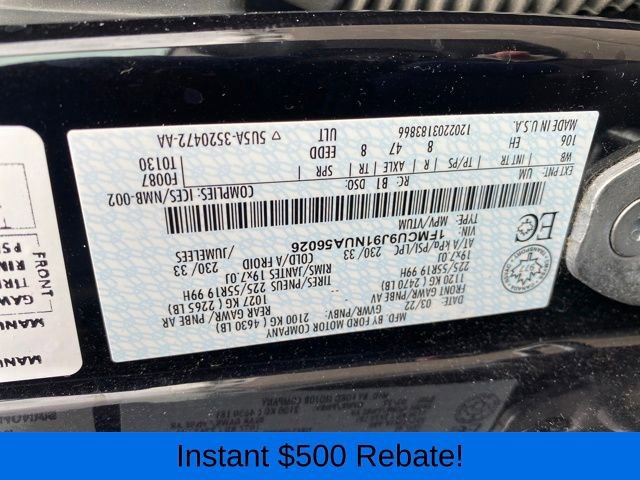 MFD BY FORD MOTOR COMPANY
DATE: 03/22
GVWR/PNBV:
2100 KG ( 4630 LB)
FRONT GAWR/ PNBE AV
REAR GAWR/ PNBE AR
1120 KG ( 2470 LB)
1027 KG ( 2265 LB)
225/55R19 99H
TIRES/ PNEUS
225/55R19 99H
19x7.0J
RIMS/JANTES
19x7.0J
AT/A kPa/PSI/LPC
230/ 33
COLD/A FROID
230/ 33
/JUMELEES
VIN:
1FMCU9J91NUA56026
TYPE: MPV/VTUM
COMPLIES: ICES/NMB-002
F0087
T0130
EXT PNT:
UM
RC: B1
DSO:
WB
INT TR
TP/PS
R
AXLE
TR
SPR
106
EH
8
47
8
EEDD
ULT
MADE IN U.S.A.
120220318386​6
5U5A-3520472-AA
EC
FRONT
Instant $500 Rebate!